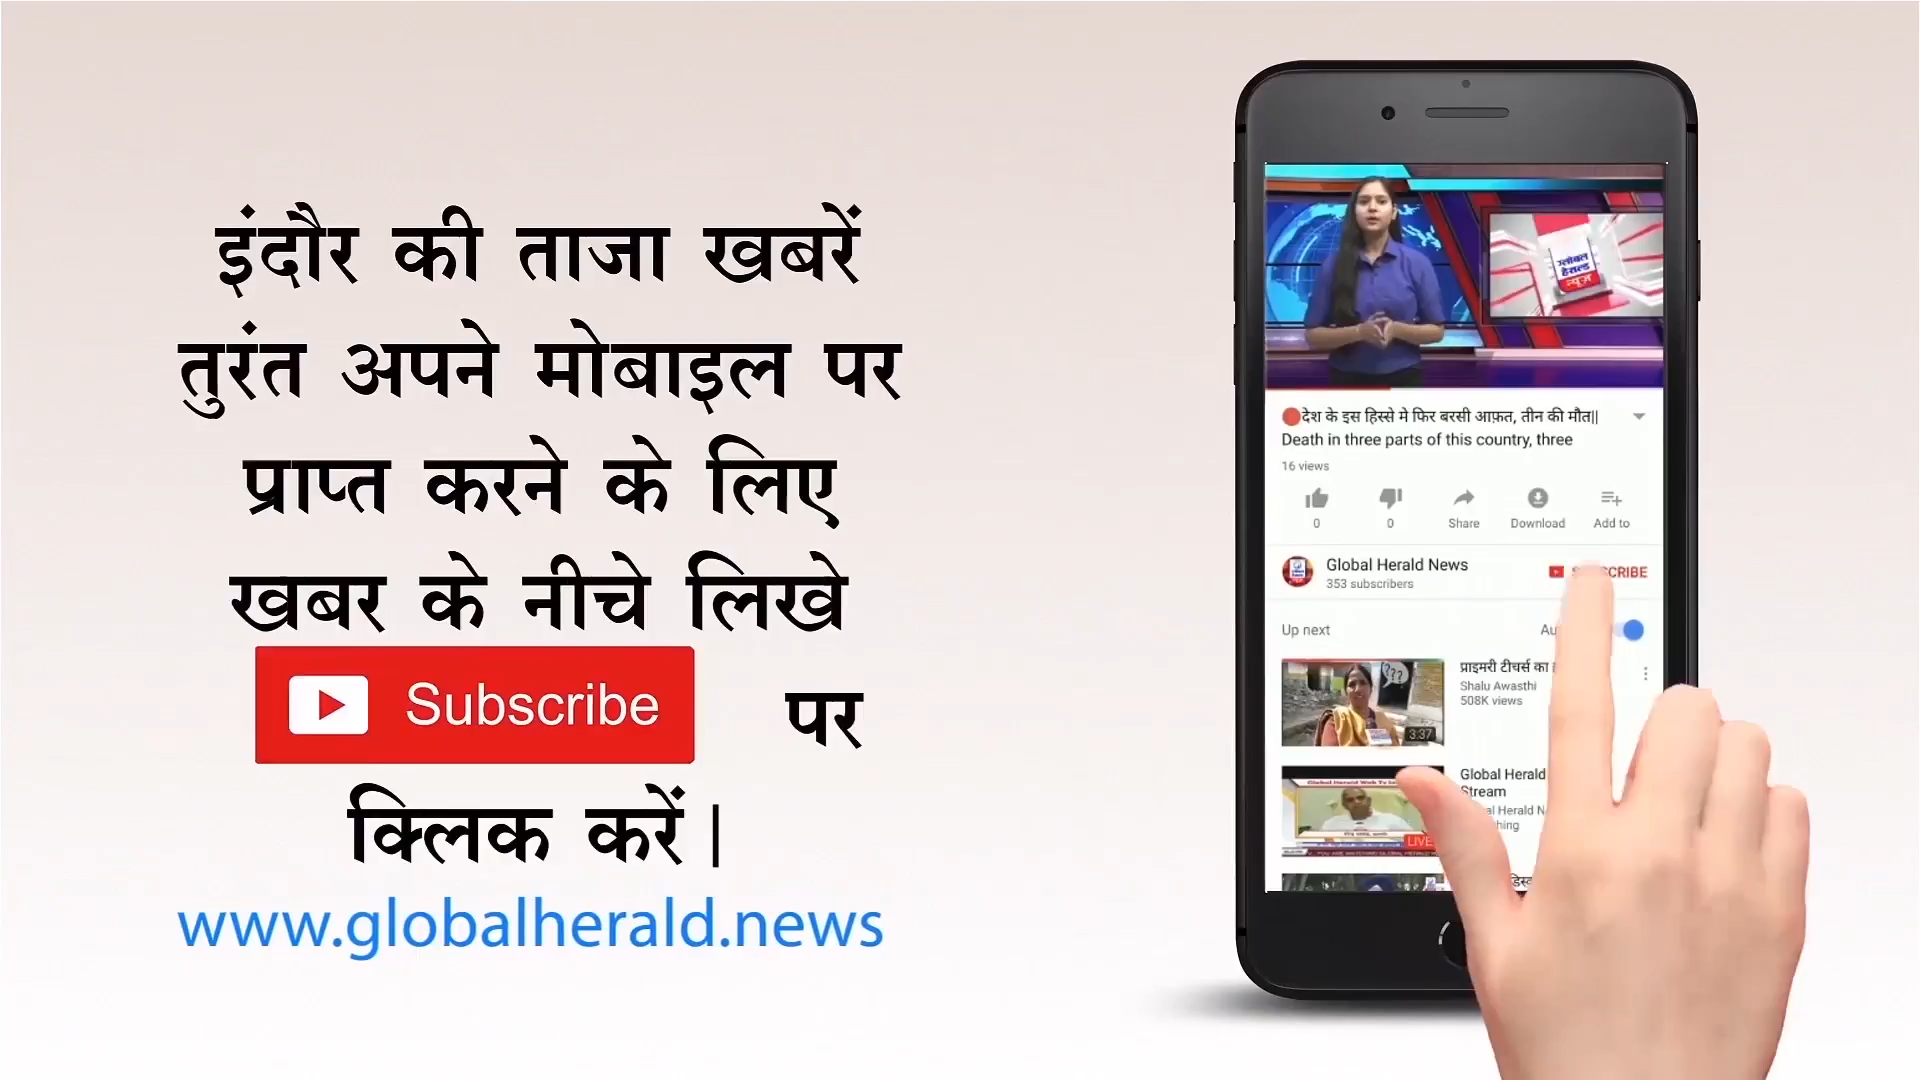 इंदौर की ताजा खबरें
तुरंत अपने मोबाइल पर
प्राप्त करने के लिए
खबर के नीचे लिखे
Subscribe पर
क्लिक करें।
www.globalherald.news
ग्लोबल
हेराल्ड
न्यूज़
देश के इस हिस्से मे फिर बरसी आफ़त, तीन की मौत||
Death in three parts of this country, three
16 views
0
0
Share
Download
Add to
Global Herald News
353 subscribers
Up next
प्राइमरी टीचर्स का
Shalu Awasthi
508K views
???
3:37
Global Herald
Stream
LIVE